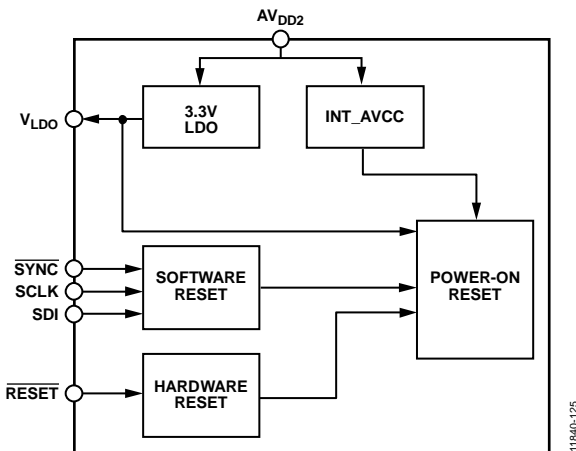 AVDD2
3.3V
LDO
INT_AVCC
VLDO
POWER-ON
RESET
SYNC
SCLK
SDI
SOFTWARE
RESET
RESET
HARDWARE
RESET
11840-125